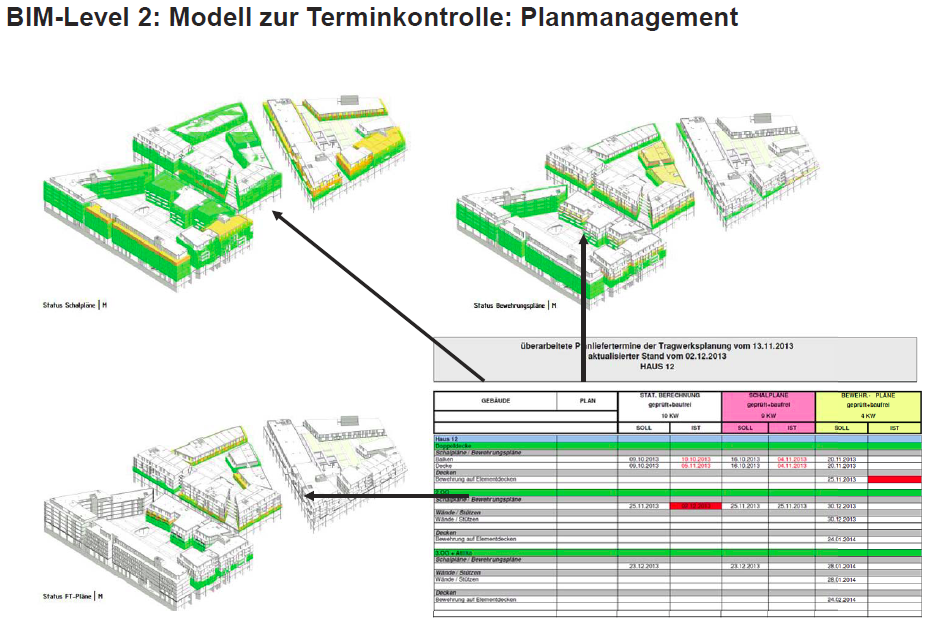 BIM-Level 2: Modell zur Terminkontrolle: Planmanagement
Status Schalpläne | M
Status Bewehrungspläne | M
überarbeitete Planliefertermine der Tragwerksplanung vom 13.11.2013
aktualisierter Stand vom 02.12.2013
HAUS 12
GEBÄUDE PLAN STAT. BERECHNUNG SCHALPLÄNE BEWEHR.- PLÄNE
geprüft+baufrei geprüft+baufrei geprüft+baufrei
10 KW 9 KW 4 KW
SOLL IST SOLL IST SOLL IST
Haus 12
Doppeldecke
Schalpläne - Bewehrungspläne
Balken 09.10.2013 10.10.2013 16.10.2013 04.11.2013 20.11.2013
Decke 09.10.2013 05.11.2013 16.10.2013 04.11.2013 20.11.2013
Decken
Bewehrung auf Elementdecken 25.11.2013
Schalpläne - Bewehrungspläne
25.11.2013 25.11.2013 25.11.2013 30.12.2013
Wände / Stützen
Wände / Stützen 30.12.2013
Decken
Bewehrung auf Elementdecken 24.01.2014
3.OG + Attika
Schalpläne / Bewehrungspläne
23.12.2013 23.12.2013 28.01.2014
Wände / Stützen
Wände / Stützen 28.01.2014
Decken
Bewehrung auf Elementdecken 24.02.2014
Status FT-Pläne | M